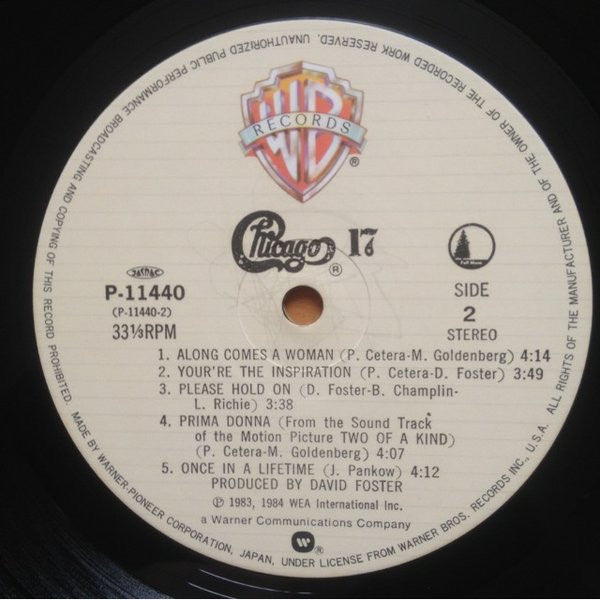 WB
RECORDS
®
Chicago 17
®
Full Moon
JASRAC
P-11440
(P-11440-2)
33⅓RPM
SIDE
2
STEREO
1. ALONG COMES A WOMAN (P. Cetera-M. Goldenberg) 4:14
2. YOU'RE THE INSPIRATION (P. Cetera-D. Foster) 3:49
3. PLEASE HOLD ON (D. Foster-B. Champlin-
L. Richie) 3:38
4. PRIMA DONNA (From the Sound Track
of the Motion Picture TWO OF A KIND)
(P. Cetera-M. Goldenberg) 4:07
5. ONCE IN A LIFETIME (J. Pankow) 4:12
PRODUCED BY DAVID FOSTER
℗ 1983, 1984 WEA International Inc.
a Warner Communications Company
W®
MADE BY WARNER-PIONEER CORPORATION, JAPAN, UNDER LICENSE FROM WARNER BROS. RECORDS INC., U.S.A. ALL RIGHTS OF THE MANUFACTURER AND OF THE OWNER OF THE RECORDED WORK RESERVED. UNAUTHORIZED PUBLIC PERFORMANCE BROADCASTING AND COPYING OF THIS RECORD PROHIBITED.